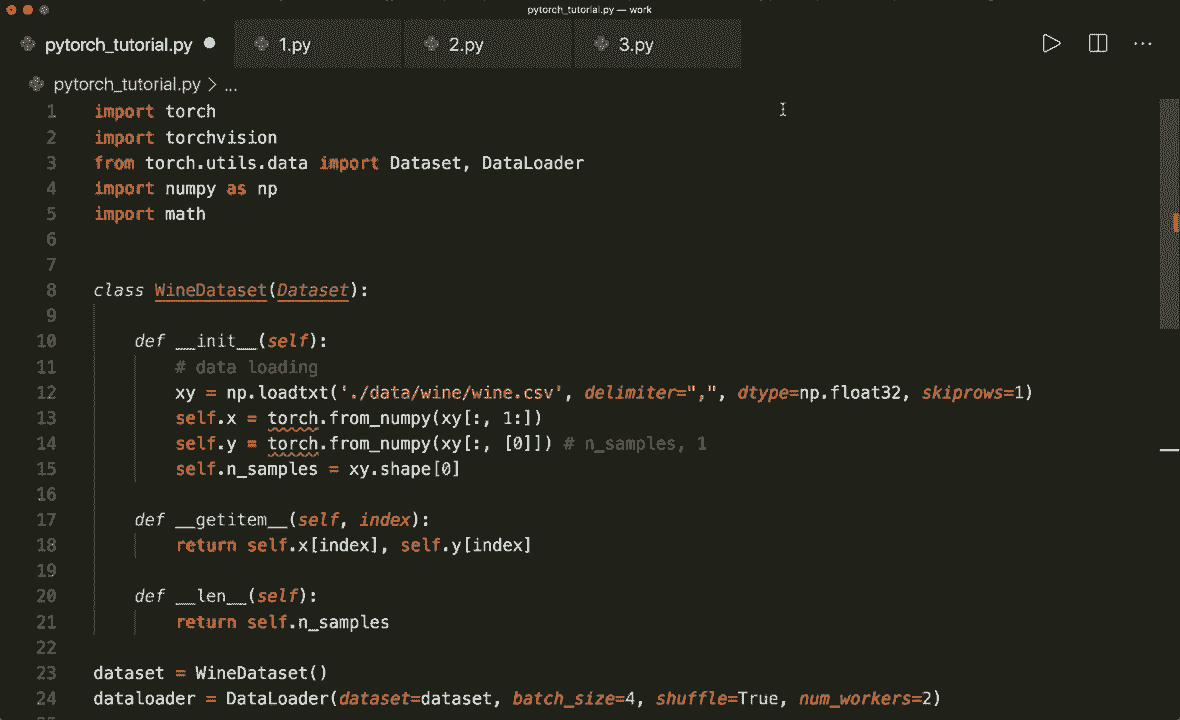 pytorch_tutorial.py — work
pytorch_tutorial.py 1.py 2.py 3.py ...
pytorch_tutorial.py > ...
1 import torch
2 import torchvision
3 from torch.utils.data import Dataset, DataLoader
4 import numpy as np
5 import math
6
7
8 class WineDataset(Dataset):
9
10     def __init__(self):
11         # data loading
12         xy = np.loadtxt('./data/wine/wine.csv', delimiter=",", dtype=np.float32, skiprows=1)
13         self.x = torch.from_numpy(xy[:, 1:])
14         self.y = torch.from_numpy(xy[:, [0]]) # n_samples, 1
15         self.n_samples = xy.shape[0]
16
17     def __getitem__(self, index):
18         return self.x[index], self.y[index]
19
20     def __len__(self):
21         return self.n_samples
22
23 dataset = WineDataset()
24 dataloader = DataLoader(dataset=dataset, batch_size=4, shuffle=True, num_workers=2)